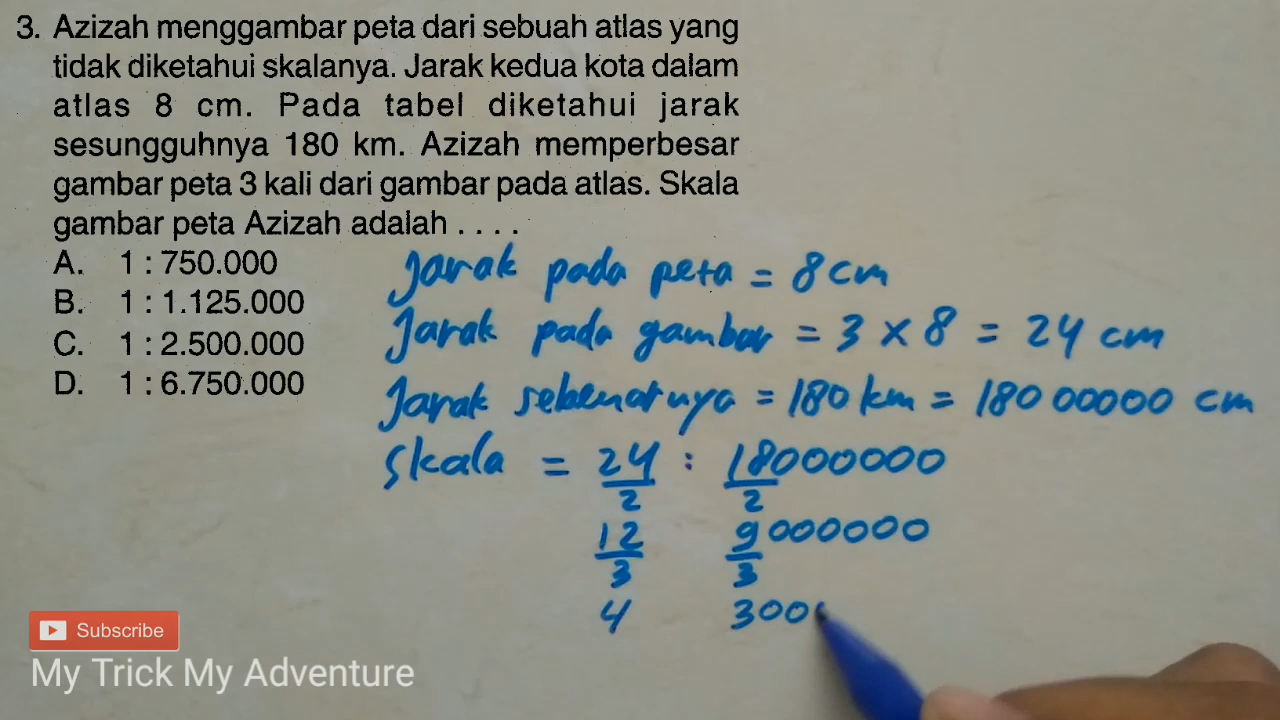 3. Azizah menggambar peta dari sebuah atlas yang
tidak diketahui skalanya. Jarak kedua kota dalam
atlas 8 cm. Pada tabel diketahui jarak
sesungguhnya 180 km. Azizah memperbesar
gambar peta 3 kali dari gambar pada atlas. Skala
gambar peta Azizah adalah . . . .
A. 1 : 750.000
B. 1 : 1.125.000
C. 1 : 2.500.000
D. 1 : 6.750.000
Jarak pada peta = 8 cm
Jarak pada gambar = 3 x 8 = 24 cm
Jarak sebenarnya = 180 km = 180 00000 cm
Skala = 24 : 18000000
2 2
12 9000000
3 3
4 300
Subscribe
My Trick My Adventure